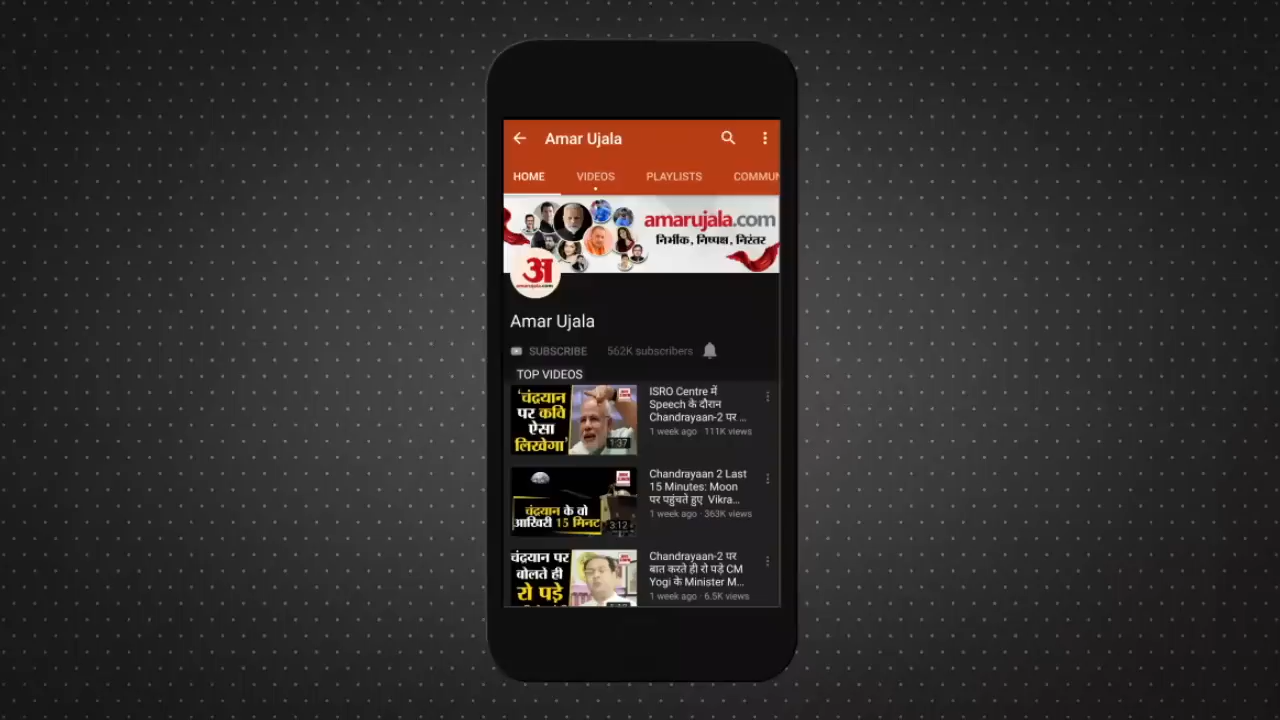 Amar Ujala
HOME VIDEOS PLAYLISTS COMMUN
amarujala.com
निर्भीक, निष्पक्ष, निरंतर
अ
amarujala.com
Amar Ujala
SUBSCRIBE 562K subscribers
TOP VIDEOS
'चंद्रयान
पर कवि
ऐसा
लिखेगा'
1:37
ISRO Centre में
Speech के दौरान
Chandrayaan-2 पर ...
1 week ago · 111K views
चंद्रयान के वो
आखिरी 15 मिनट
3:12
Chandrayaan 2 Last
15 Minutes: Moon
पर पहुंचते हुए Vikra...
1 week ago · 363K views
चंद्रयान पर
बोलते ही
रो पड़े
Chandrayaan-2 पर
बात करते ही रो पड़े CM
Yogi के Minister M...
1 week ago · 6.5K views